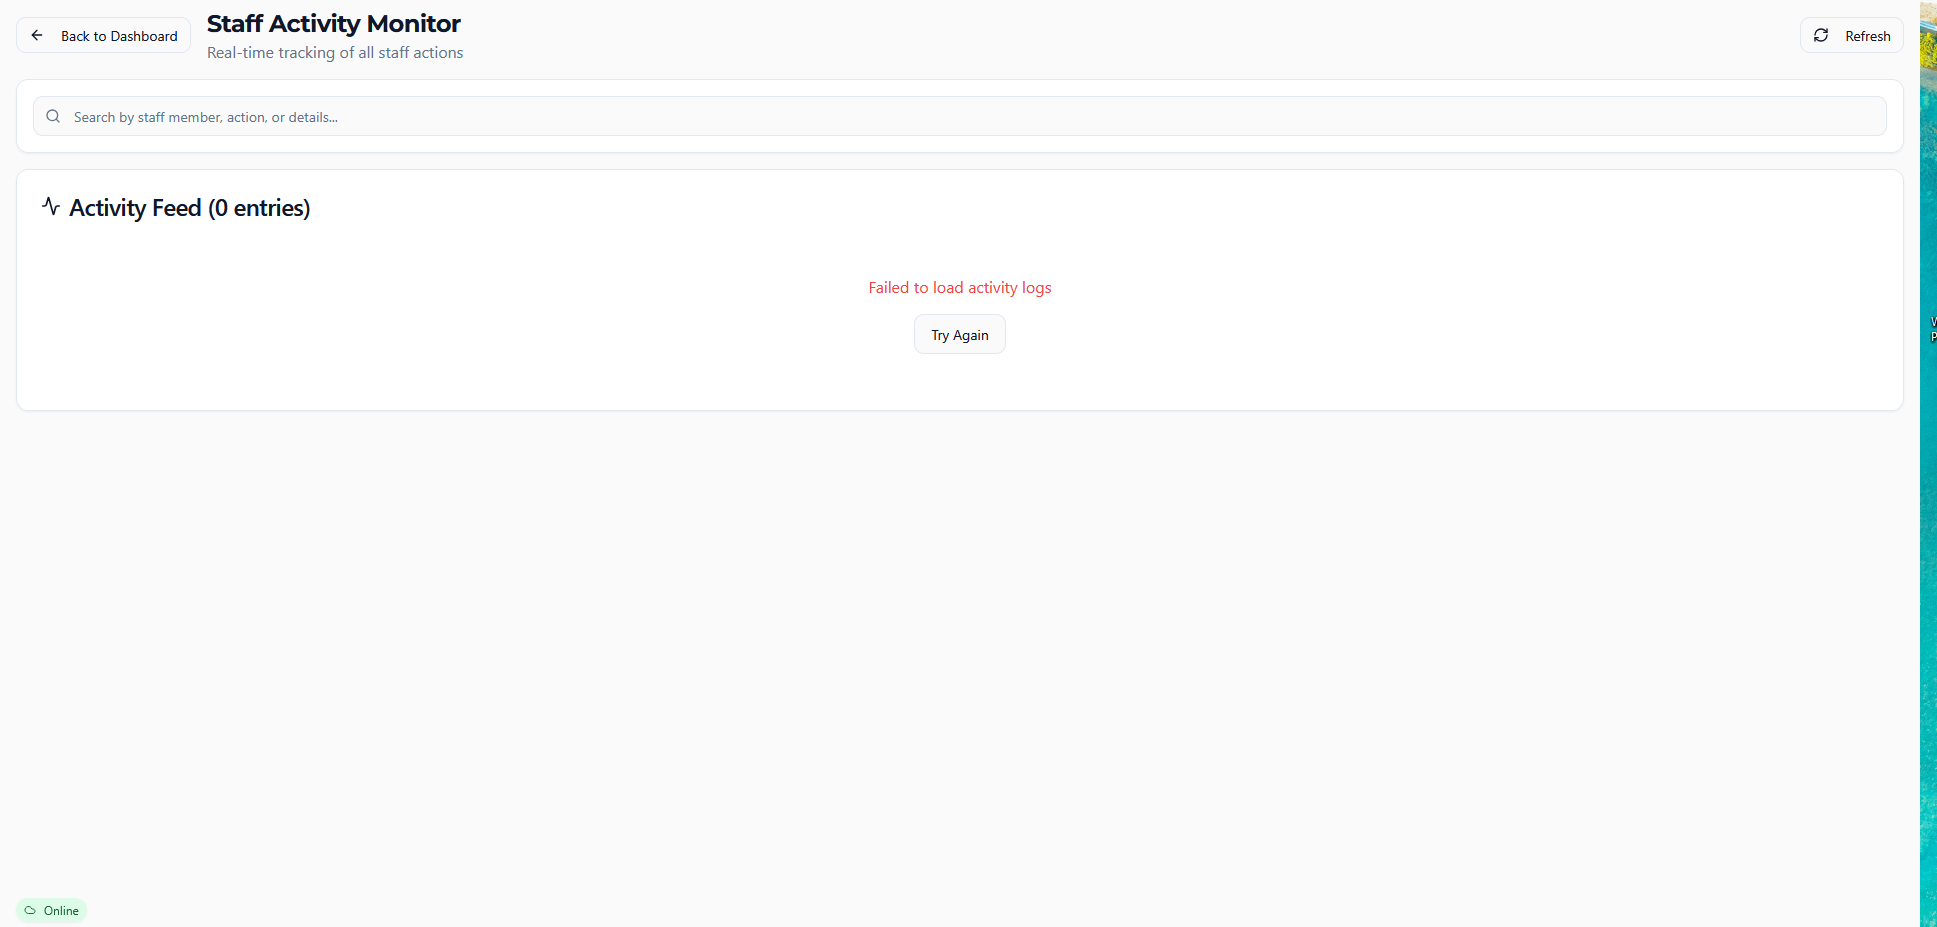 Back to Dashboard
Staff Activity Monitor
Real-time tracking of all staff actions
Refresh
Search by staff member, action, or details...
Activity Feed (0 entries)
Failed to load activity logs
Try Again
Online